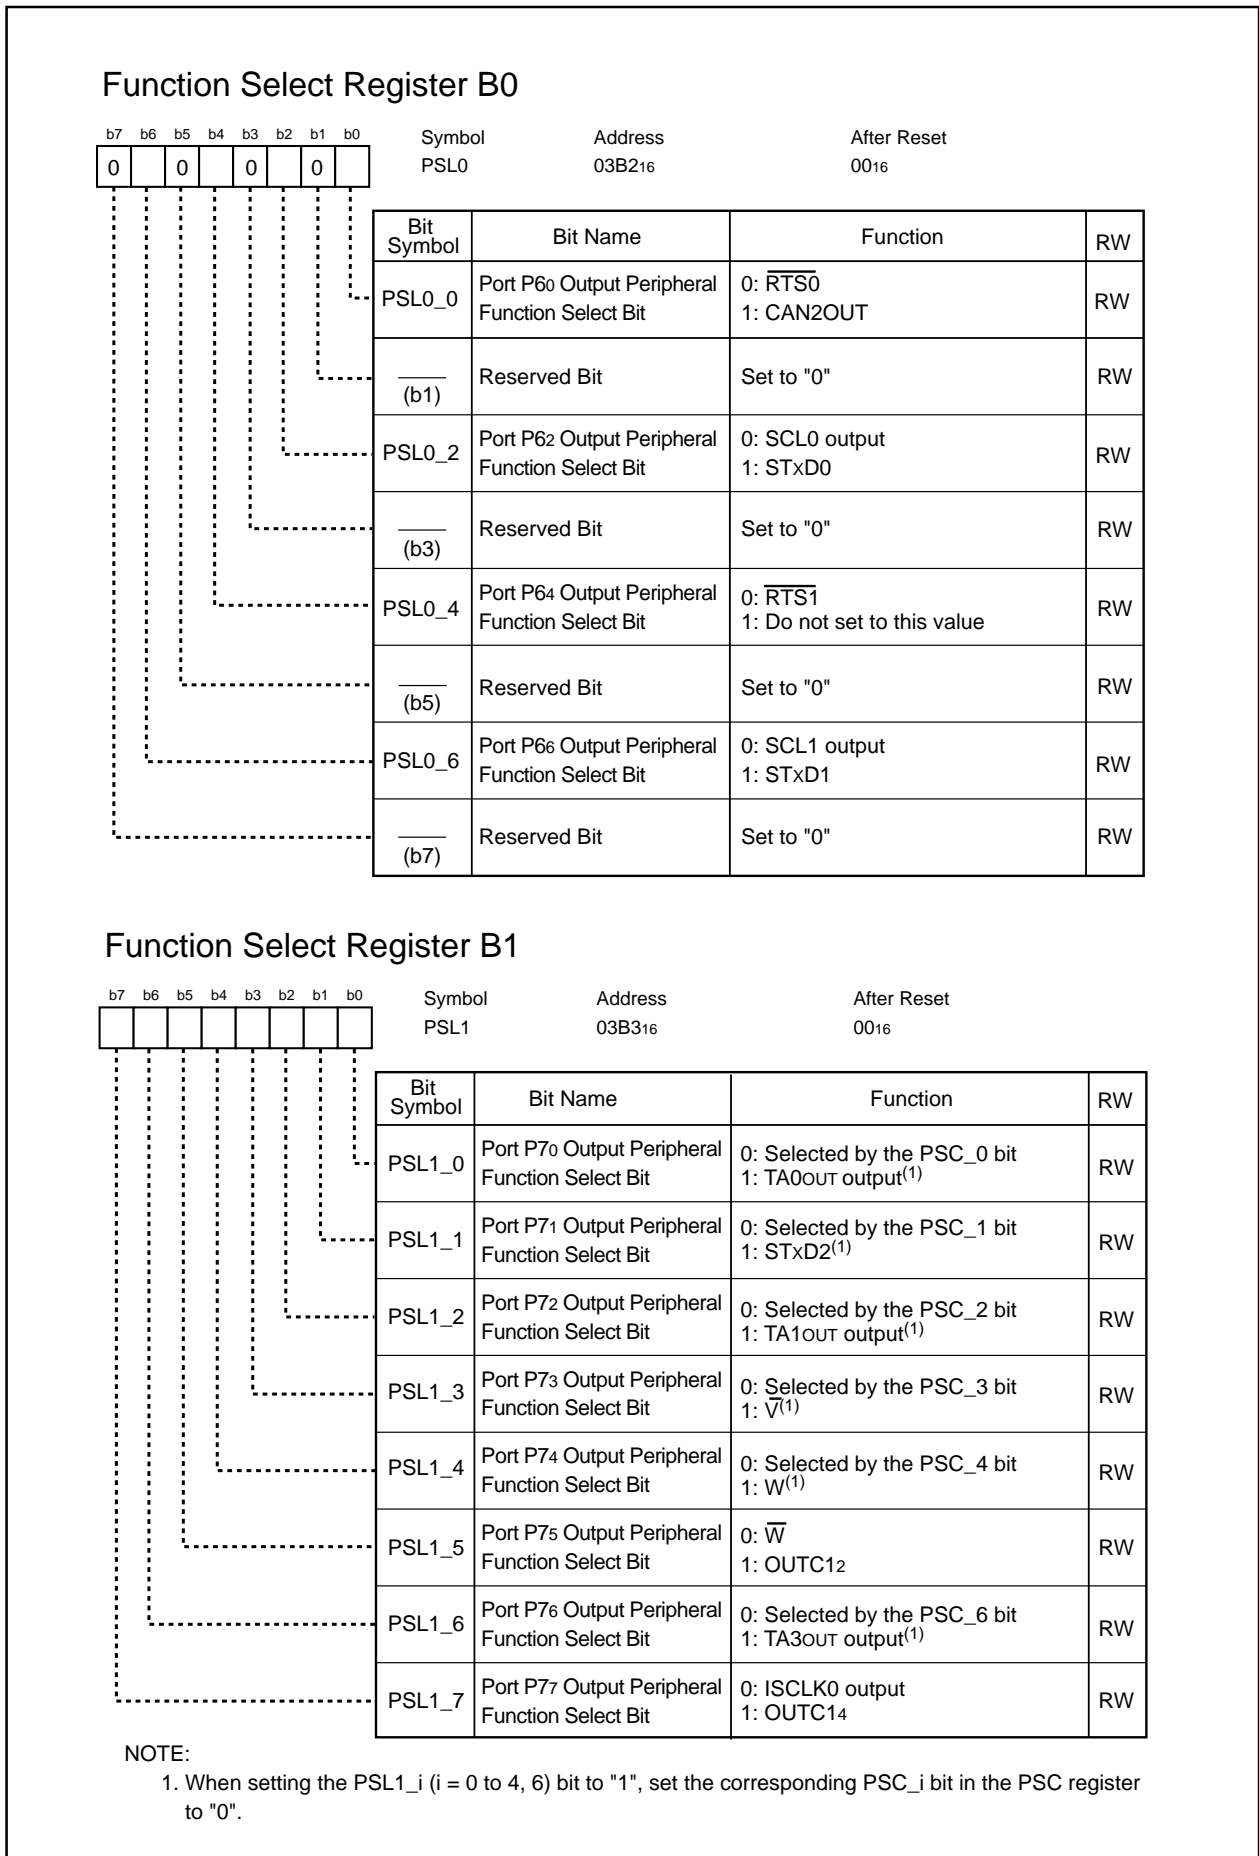 Function Select Register B0
b7 b6 b5 b4 b3 b2 b1 b0
0 0 0 0
Symbol Address After Reset
PSL0 03B216 0016
Bit Symbol Bit Name Function RW
PSL0_0 Port P60 Output Peripheral Function Select Bit 0: RTS0 RW
1: CAN2OUT
(b1) Reserved Bit Set to "0" RW
PSL0_2 Port P62 Output Peripheral Function Select Bit 0: SCL0 output RW
1: STxD0
(b3) Reserved Bit Set to "0" RW
PSL0_4 Port P64 Output Peripheral Function Select Bit 0: RTS1 RW
1: Do not set to this value
(b5) Reserved Bit Set to "0" RW
PSL0_6 Port P66 Output Peripheral Function Select Bit 0: SCL1 output RW
1: STxD1
(b7) Reserved Bit Set to "0" RW
Function Select Register B1
b7 b6 b5 b4 b3 b2 b1 b0
Symbol Address After Reset
PSL1 03B316 0016
Bit Symbol Bit Name Function RW
PSL1_0 Port P70 Output Peripheral Function Select Bit 0: Selected by the PSC_0 bit RW
1: TA0OUT output(1)
PSL1_1 Port P71 Output Peripheral Function Select Bit 0: Selected by the PSC_1 bit RW
1: STxD2(1)
PSL1_2 Port P72 Output Peripheral Function Select Bit 0: Selected by the PSC_2 bit RW
1: TA1OUT output(1)
PSL1_3 Port P73 Output Peripheral Function Select Bit 0: Selected by the PSC_3 bit RW
1: V̅(1)
PSL1_4 Port P74 Output Peripheral Function Select Bit 0: Selected by the PSC_4 bit RW
1: W(1)
PSL1_5 Port P75 Output Peripheral Function Select Bit 0: W̅ RW
1: OUTC12
PSL1_6 Port P76 Output Peripheral Function Select Bit 0: Selected by the PSC_6 bit RW
1: TA3OUT output(1)
PSL1_7 Port P77 Output Peripheral Function Select Bit 0: ISCLK0 output RW
1: OUTC14
NOTE:
1. When setting the PSL1_i (i = 0 to 4, 6) bit to "1", set the corresponding PSC_i bit in the PSC register
to "0".